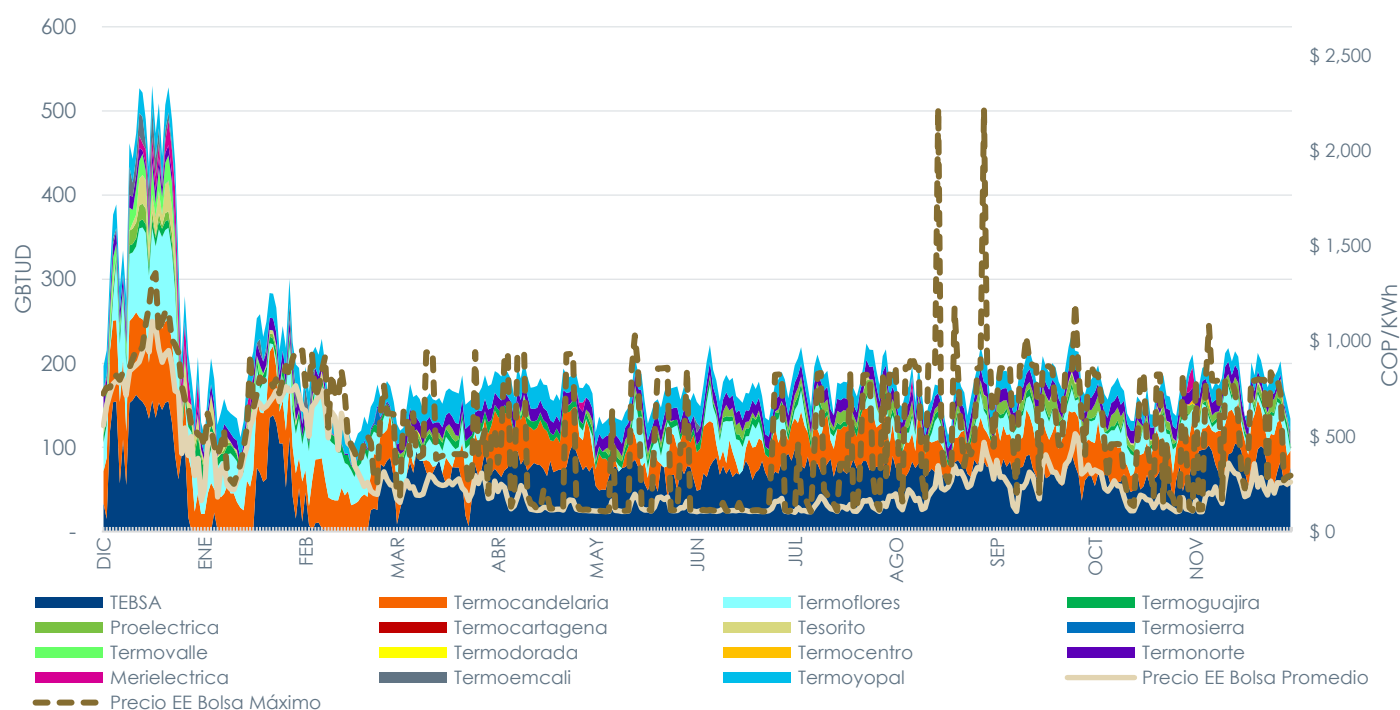 600
500
400
300
200
100
-
GBTUD
$ 2,500
$ 2,000
$ 1,500
$ 1,000
$ 500
$ 0
COP/KWh
DIC ENE FEB MAR ABR MAY JUN JUL AGO SEP OCT NOV
TEBSA Termocandelaria Termoflores Termoguajira
Proelectrica Termocartagena Tesorito Termosierra
Termovalle Termodorada Termocentro Termonorte
Merielectrica Termoemcali Termoyopal Precio EE Bolsa Promedio
Precio EE Bolsa Máximo